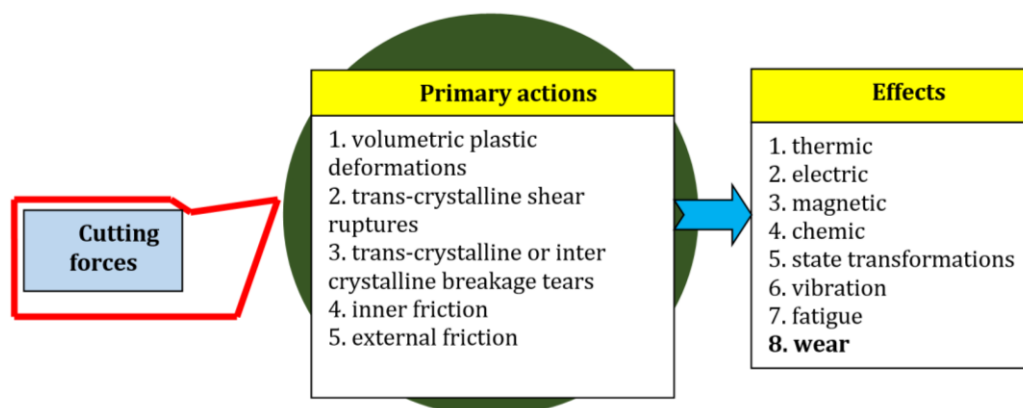 Cutting
forces
Primary actions
1. volumetric plastic
deformations
2. trans-crystalline shear
ruptures
3. trans-crystalline or inter
crystalline breakage tears
4. inner friction
5. external friction
Effects
1. thermic
2. electric
3. magnetic
4. chemic
5. state transformations
6. vibration
7. fatigue
8. wear